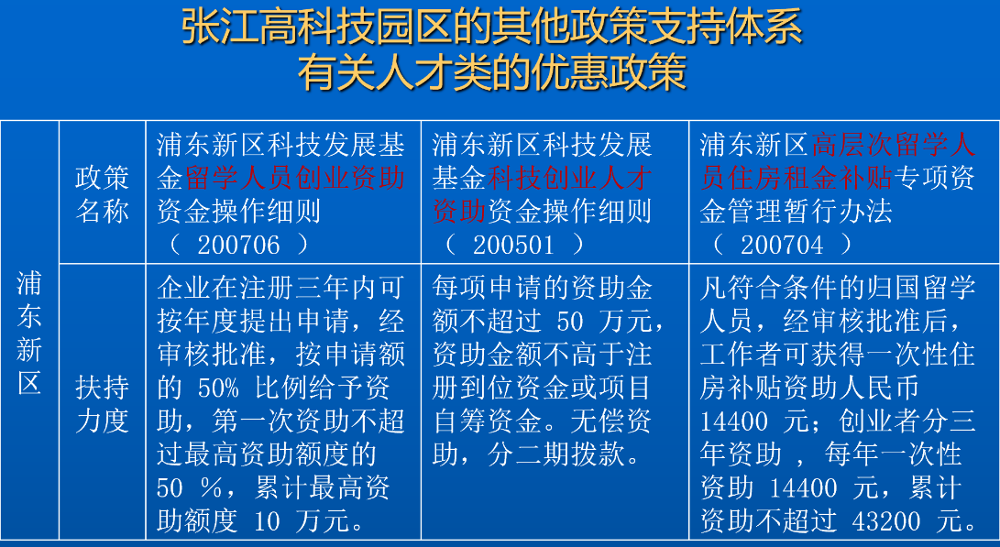 张江高科技园区的其他政策支持体系
有关人才类的优惠政策
浦东新区
政策
名称
浦东新区科技发展基
金留学人员创业资助
资金操作细则
（ 200706 ）
浦东新区科技发展
基金科技创业人才
资助资金操作细则
（ 200501 ）
浦东新区高层次留学人
员住房租金补贴专项资
金管理暂行办法
（ 200704 ）
扶持
力度
企业在注册三年内可
按年度提出申请，经
审核批准，按申请额
的 50% 比例给予资
助，第一次资助不超
过最高资助额度的
50 %，累计最高资
助额度 10 万元。
每项申请的资助金
额不超过 50 万元，
资助金额不高于注
册到位资金或项目
自筹资金。无偿资
助，分二期拨款。
凡符合条件的归国留学
人员，经审核批准后，
工作者可获得一次性住
房补贴资助人民币
14400 元；创业者分三
年资助 , 每年一次性
资助 14400 元，累计
资助不超过 43200 元。